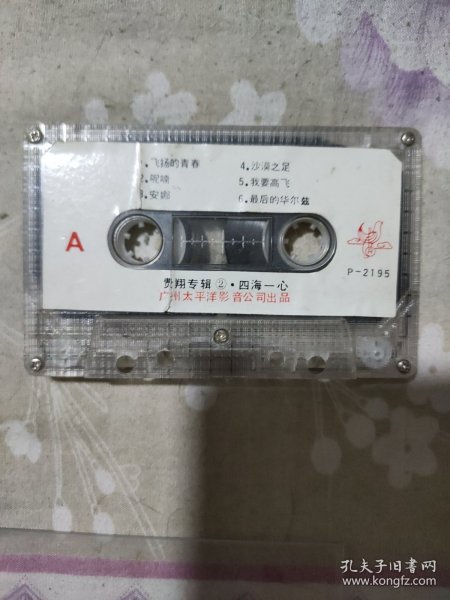 1.飞扬的青春
2.呢喃
3.安娜
4.沙漠之足
5.我要高飞
6.最后的华尔兹
A
P-2195
费翔专辑②·四海一心
广州太平洋影音公司出品
孔夫子旧书网
www.kongfz.com